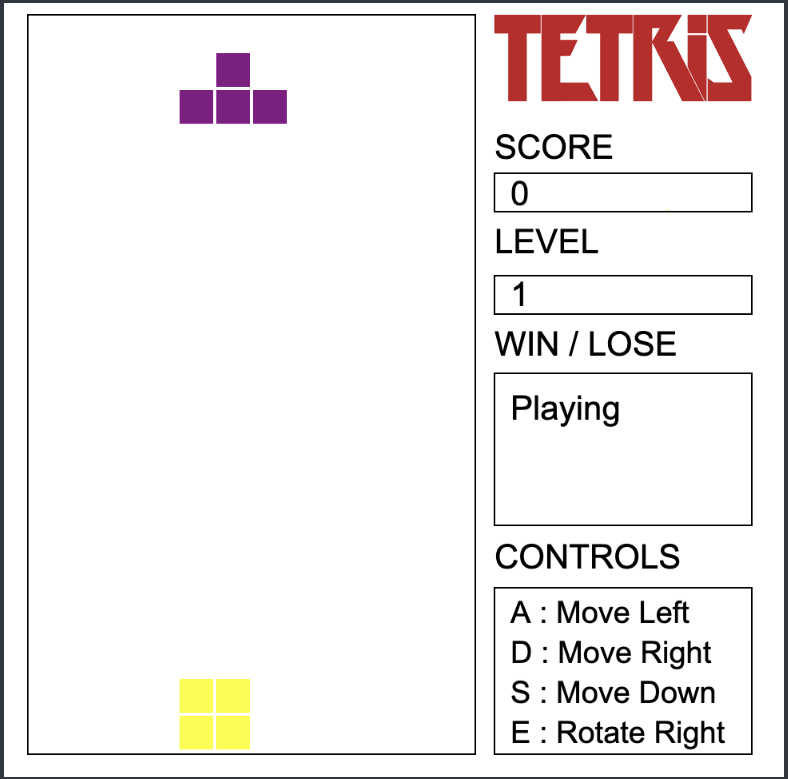 TETRiS
SCORE
0
LEVEL
1
WIN / LOSE
Playing
CONTROLS
A : Move Left
D : Move Right
S : Move Down
E : Rotate Right